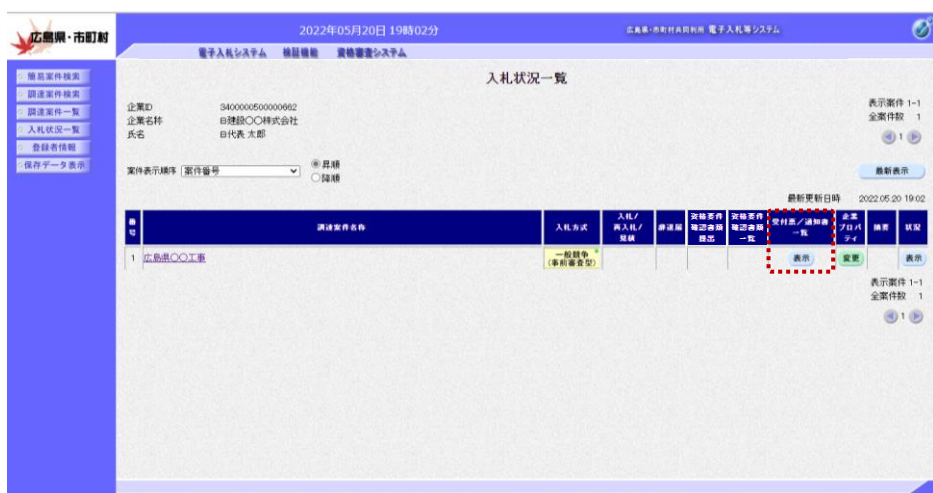 広島県・市町村
2022年05月20日 19時02分
広島県・市町村共同利用 電子入札等システム
電子入札システム 検証機能 資格審査システム
簡易案件検索
調達案件検索
調達案件一覧
入札状況一覧
登録者情報
保存データ表示
入札状況一覧
企業ID 3400000500000662
企業名称 B建設〇〇株式会社
氏名 B代表 太郎
表示案件 1-1
全案件数 1
1
案件表示順序 案件番号
昇順
降順
最新表示
最新更新日時 2022.05.20 19:02
番号 調達案件名称 入札方式 入札/再入札/見積 辞退届 資格要件確認書類提出 資格要件確認書類一覧 受付票/通知書一覧 企業プロパティ 摘要 状況
1 広島県〇〇工事 一般競争(事前審査型) 表示 変更 表示
表示案件 1-1
全案件数 1
1